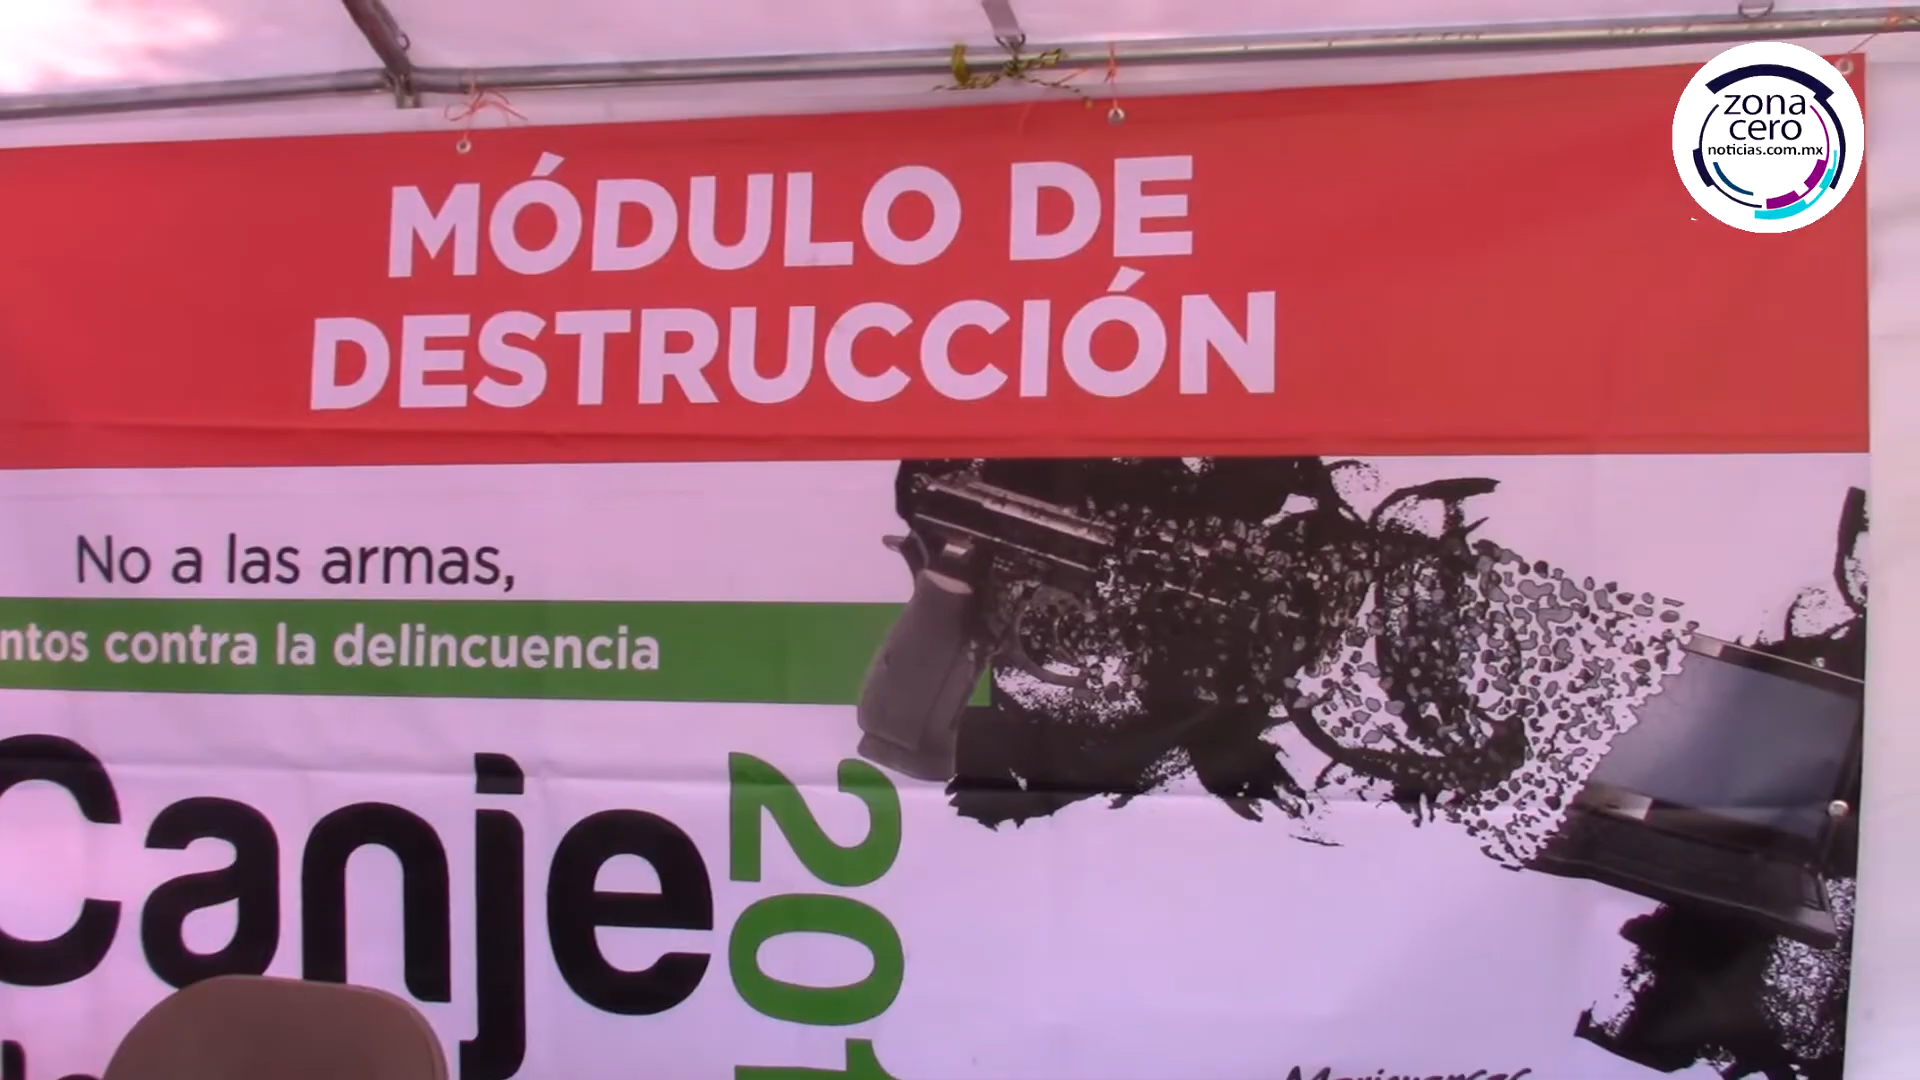 MÓDULO DE
DESTRUCCIÓN
No a las armas,
ntos contra la delincuencia
Canje
201
zona
cero
noticias.com.mx